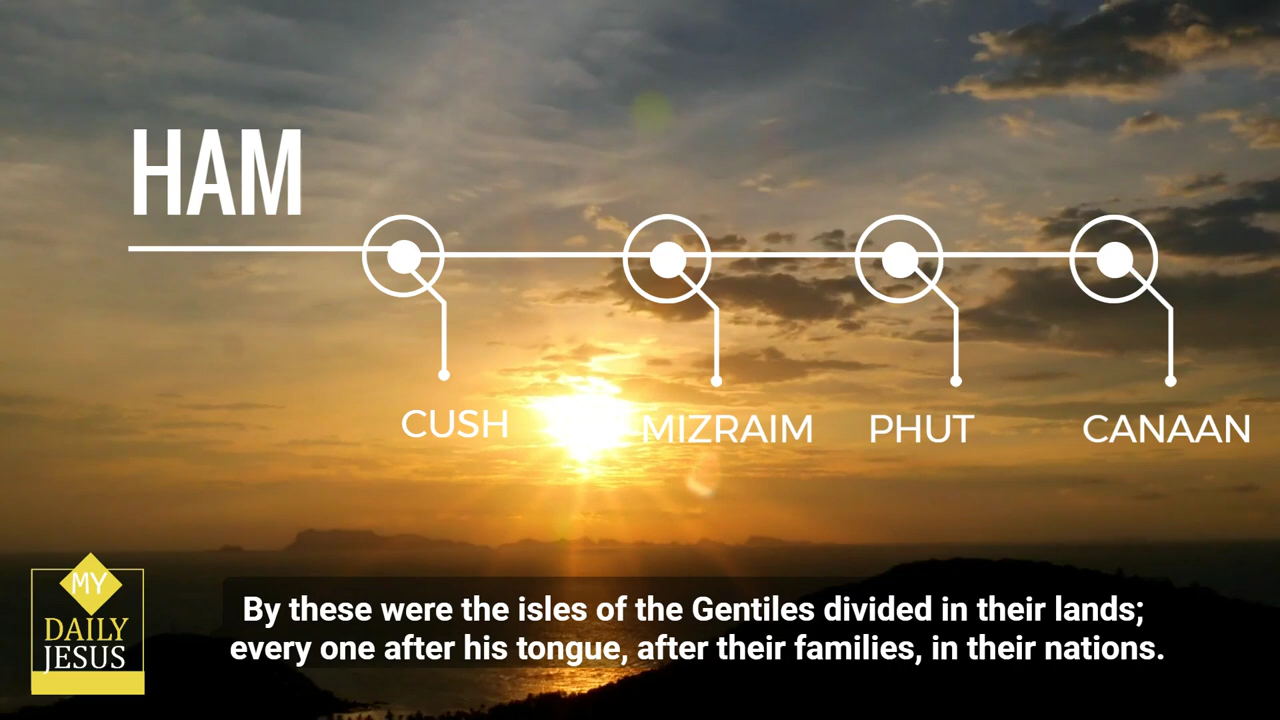 HAM
CUSH
MIZRAIM
PHUT
CANAAN
MY
DAILY
JESUS
By these were the isles of the Gentiles divided in their lands;
every one after his tongue, after their families, in their nations.